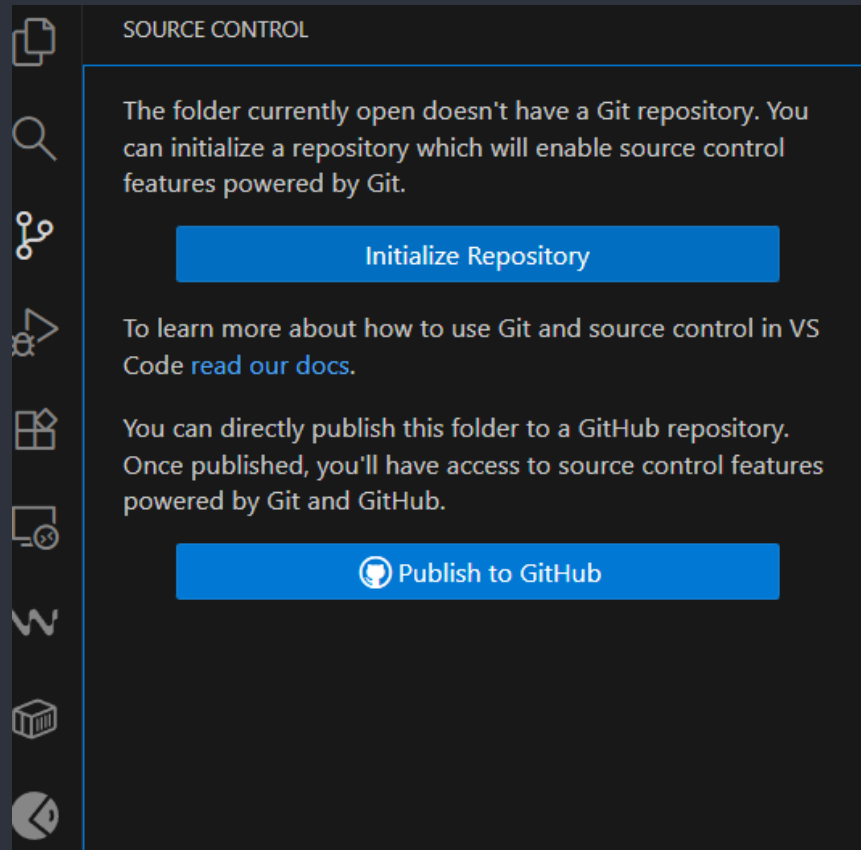 SOURCE CONTROL
The folder currently open doesn't have a Git repository. You
can initialize a repository which will enable source control
features powered by Git.
Initialize Repository
To learn more about how to use Git and source control in VS
Code read our docs.
You can directly publish this folder to a GitHub repository.
Once published, you'll have access to source control features
powered by Git and GitHub.
Publish to GitHub